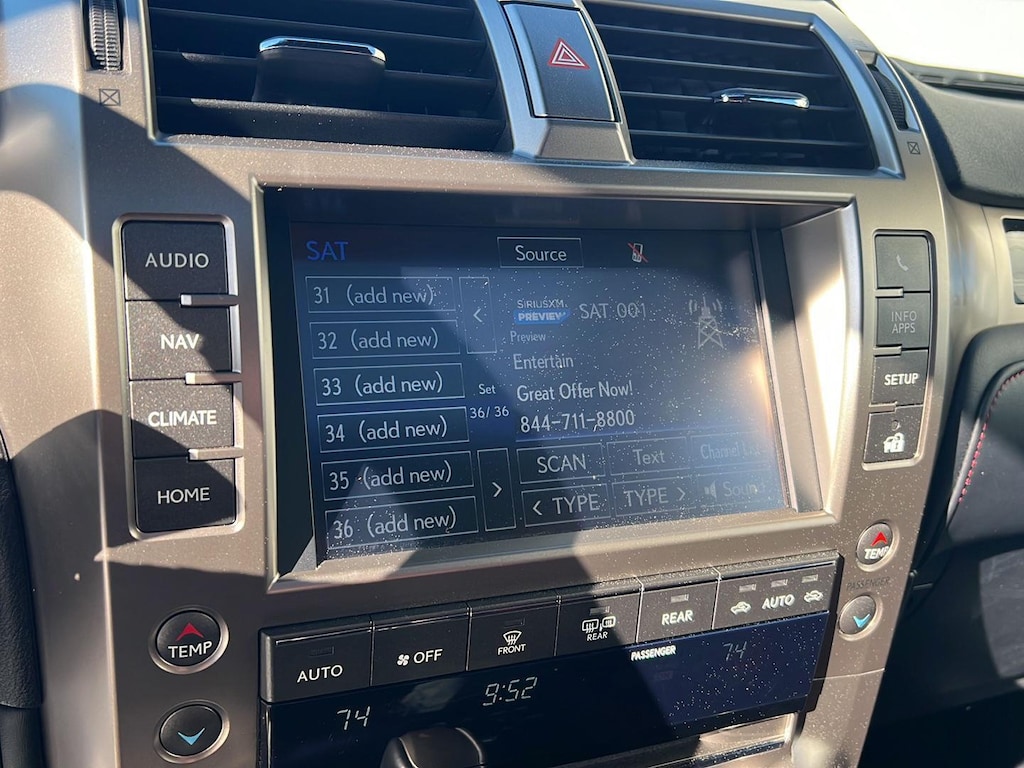 SAT
Source
31 (add new)
32 (add new)
33 (add new)
34 (add new)
35 (add new)
36 (add new)
<
Set
36/36
>
SIRIUSXM
PREVIEW
SAT 001
Preview
Entertain
Great Offer Now!
844-711-8800
SCAN
Text
Channel
< TYPE
TYPE >
Sound
AUDIO
NAV
CLIMATE
HOME
INFO
APPS
SETUP
TEMP
TEMP
PASSENGER
AUTO
OFF
FRONT
REAR
REAR
AUTO
74
9:52
PASSENGER
74